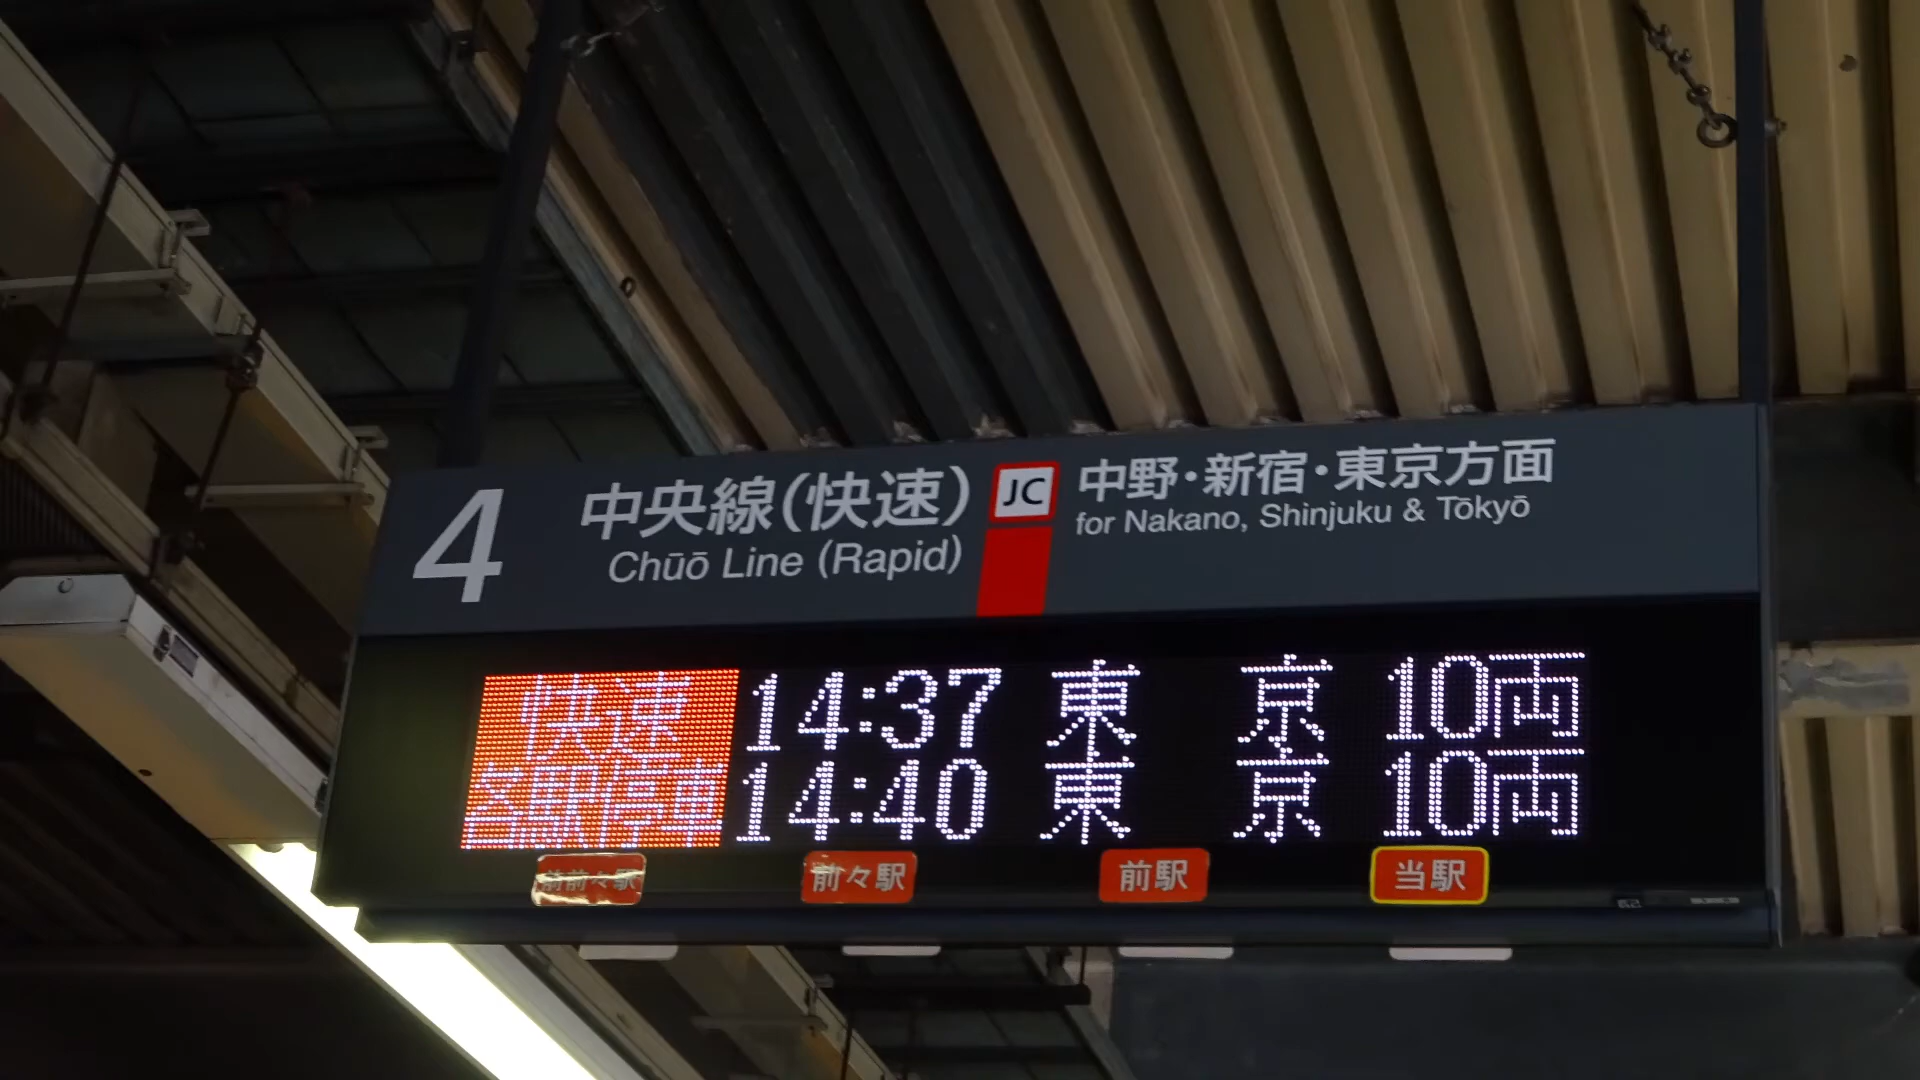 4
中央線(快速)
Chūō Line (Rapid)
JC
中野・新宿・東京方面
for Nakano, Shinjuku & Tōkyō
快速 14:37 東京 10両
各駅停車 14:40 東京 10両
前前々駅 前々駅 前駅 当駅